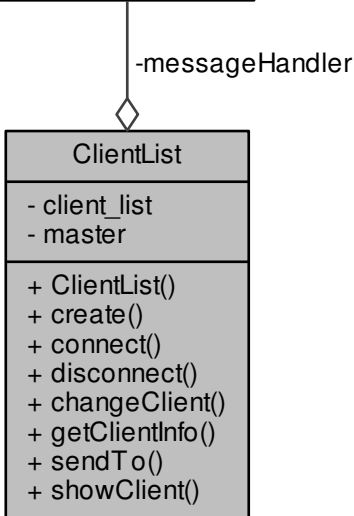 -messageHandler
ClientList
- client_list
- master
+ ClientList()
+ create()
+ connect()
+ disconnect()
+ changeClient()
+ getClientInfo()
+ sendTo()
+ showClient()